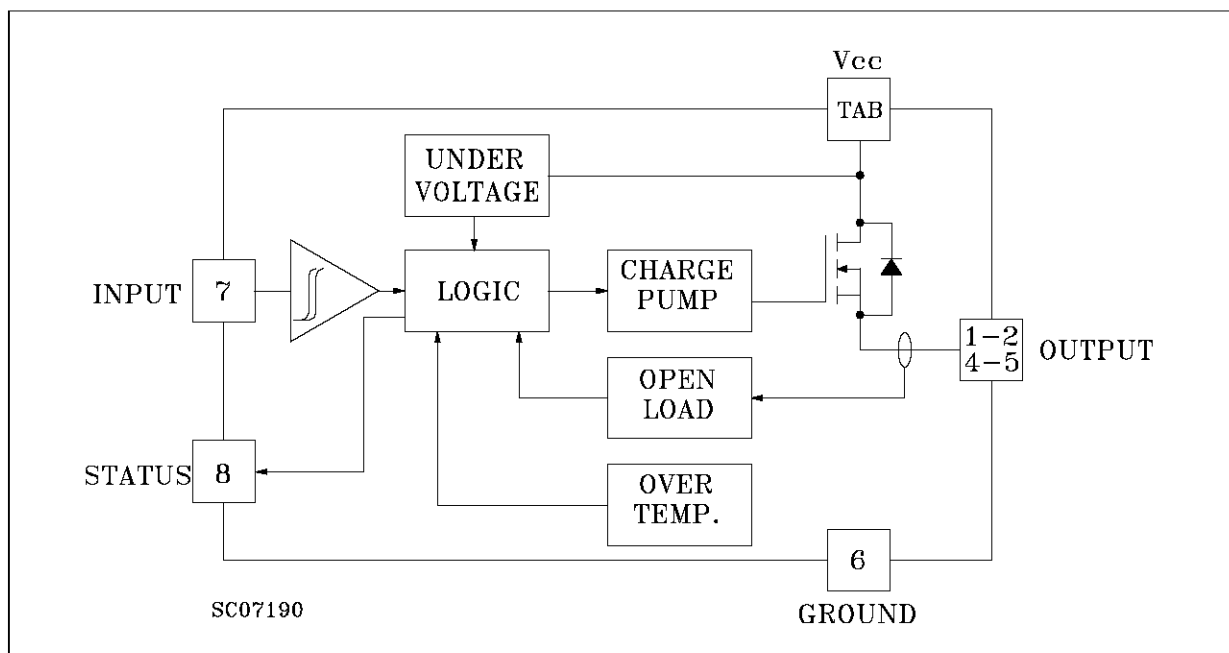 Vcc
TAB
UNDER
VOLTAGE
INPUT
7
LOGIC
CHARGE
PUMP
1-2
4-5
OUTPUT
OPEN
LOAD
STATUS
8
OVER
TEMP.
6
GROUND
SC07190